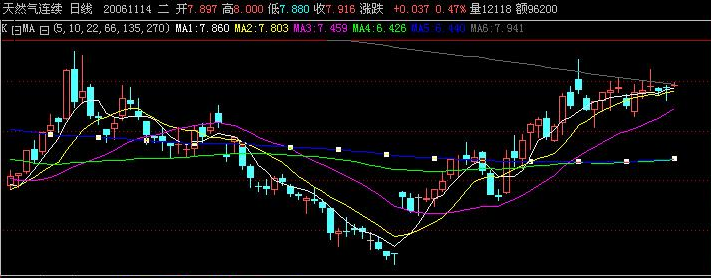 天然气连续 日线 20061114 二 开7.897 高8.000 低7.880 收7.916 涨跌 +0.037 0.47% 量12118 额96200
K MA (5,10,22,66,135,270) MA1:7.860 MA2:7.803 MA3:7.459 MA4:6.426 MA5:6.440 MA6:7.941